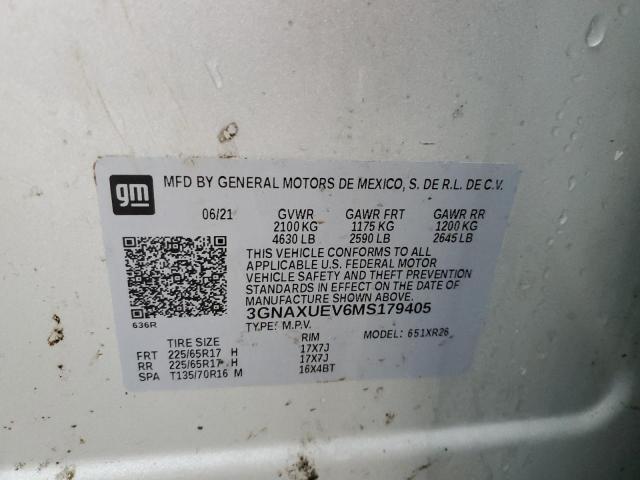 gm
MFD BY GENERAL MOTORS DE MEXICO, S. DE R.L. DE C.V.
06/21 GVWR GAWR FRT GAWR RR
2100 KG 1175 KG 1200 KG
4630 LB 2590 LB 2645 LB
THIS VEHICLE CONFORMS TO ALL
APPLICABLE U.S. FEDERAL MOTOR
VEHICLE SAFETY AND THEFT PREVENTION
STANDARDS IN EFFECT ON THE DATE OF
MANUFACTURE SHOWN ABOVE.
3GNAXUEV6MS179405
636R
TYPE: M.P.V. MODEL: 651XR26
TIRE SIZE RIM
FRT 225/65R17 H 17X7J
RR 225/65R17 H 17X7J
SPA T135/70R16 M 16X4BT